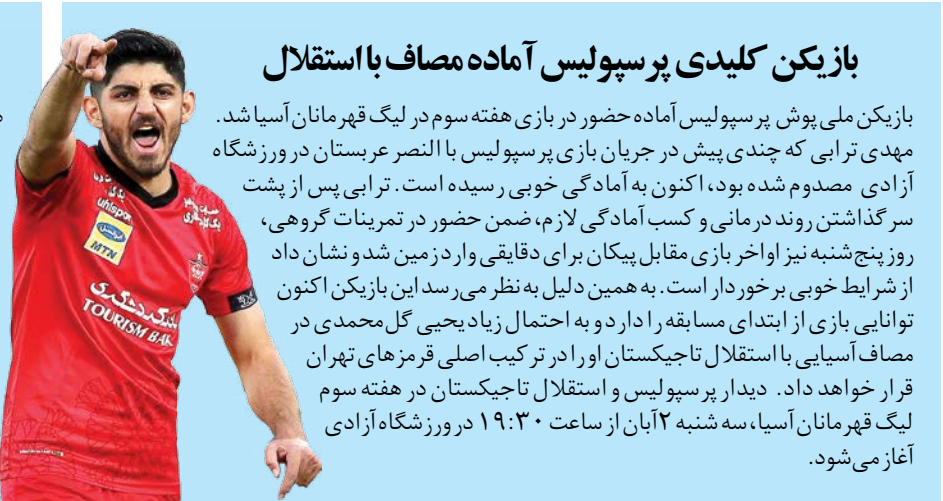 بازیکن کلیدی پرسپولیس آماده مصاف با استقلال
بازیکن ملی پوش پرسپولیس آماده حضور در بازی هفته سوم در لیگ قهرمانان آسیا شد.
مهدی ترابی که چندی پیش در جریان بازی پرسپولیس با النصر عربستان در ورزشگاه
آزادی مصدوم شده بود، اکنون به آمادگی خوبی رسیده است. ترابی پس از پشت
سر گذاشتن روند درمانی و کسب آمادگی لازم، ضمن حضور در تمرینات گروهی،
روز پنج‌شنبه نیز اواخر بازی مقابل پیکان برای دقایقی وارد زمین شد و نشان داد
از شرایط خوبی برخوردار است. به همین دلیل به نظر می‌رسد این بازیکن اکنون
توانایی بازی از ابتدای مسابقه را دارد و به احتمال زیاد یحیی گل‌محمدی در
مصاف آسیایی با استقلال تاجیکستان او را در ترکیب اصلی قرمزهای تهران
قرار خواهد داد. دیدار پرسپولیس و استقلال تاجیکستان در هفته سوم
لیگ قهرمانان آسیا، سه شنبه ۲آبان از ساعت ۱۹:۳۰ در ورزشگاه آزادی
آغاز می‌شود.
uhlsport
MTN
TOURISM BANK